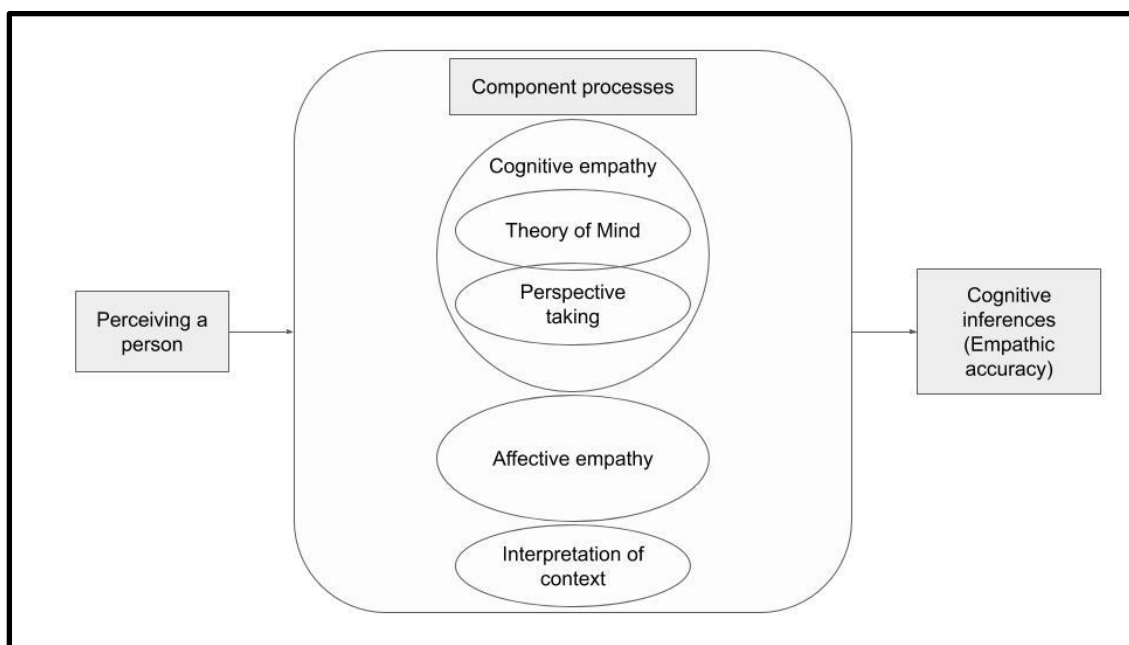 Component processes
Cognitive empathy
Theory of Mind
Perspective
taking
Perceiving a
person
Cognitive
inferences
(Empathic
accuracy)
Affective empathy
Interpretation of
context